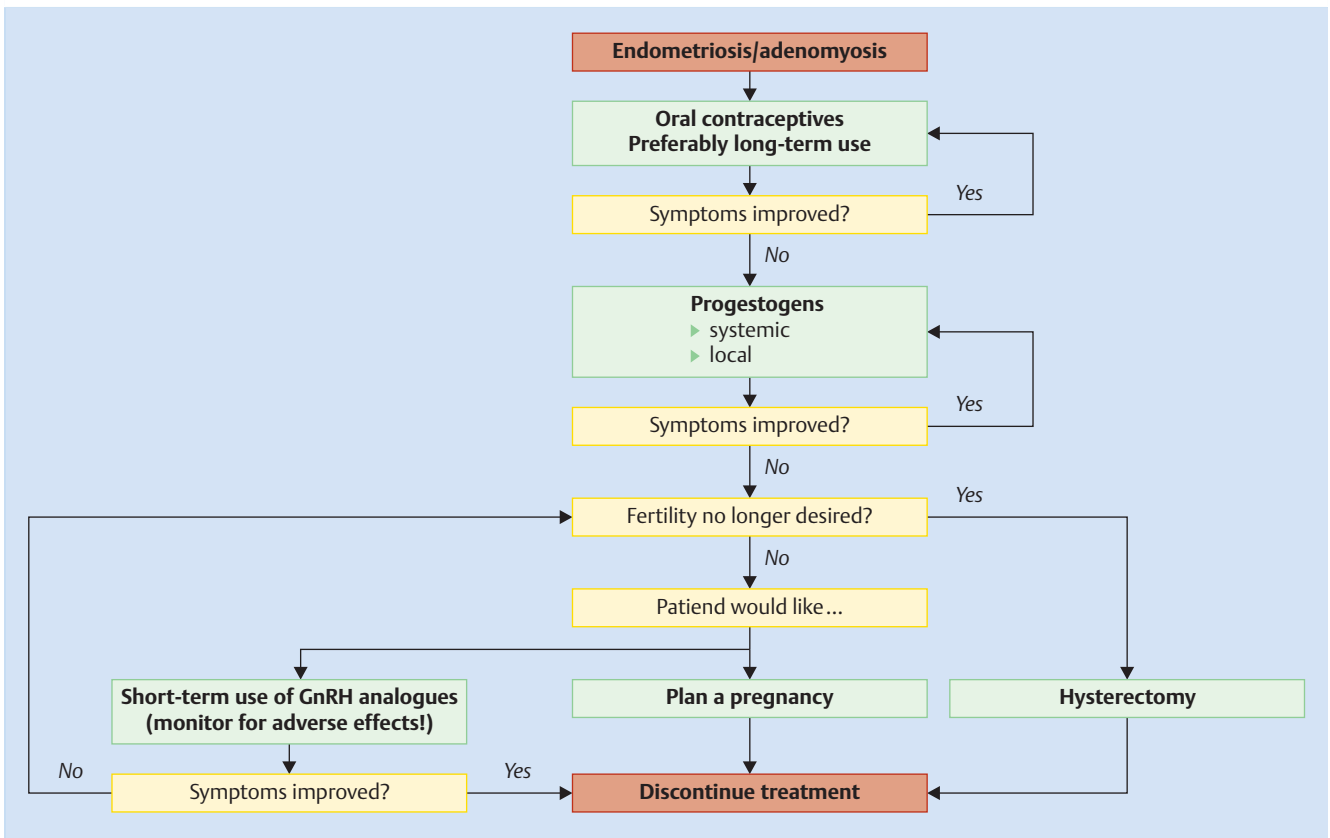 Endometriosis/adenomyosis
Oral contraceptives
Preferably long-term use
Yes
Symptoms improved?
No
Progestogens
systemic
local
Yes
Symptoms improved?
No
Yes
Fertility no longer desired?
No
Patiend would like...
Short-term use of GnRH analogues
(monitor for adverse effects!)
Plan a pregnancy
Hysterectomy
No
Symptoms improved?
Yes
Discontinue treatment